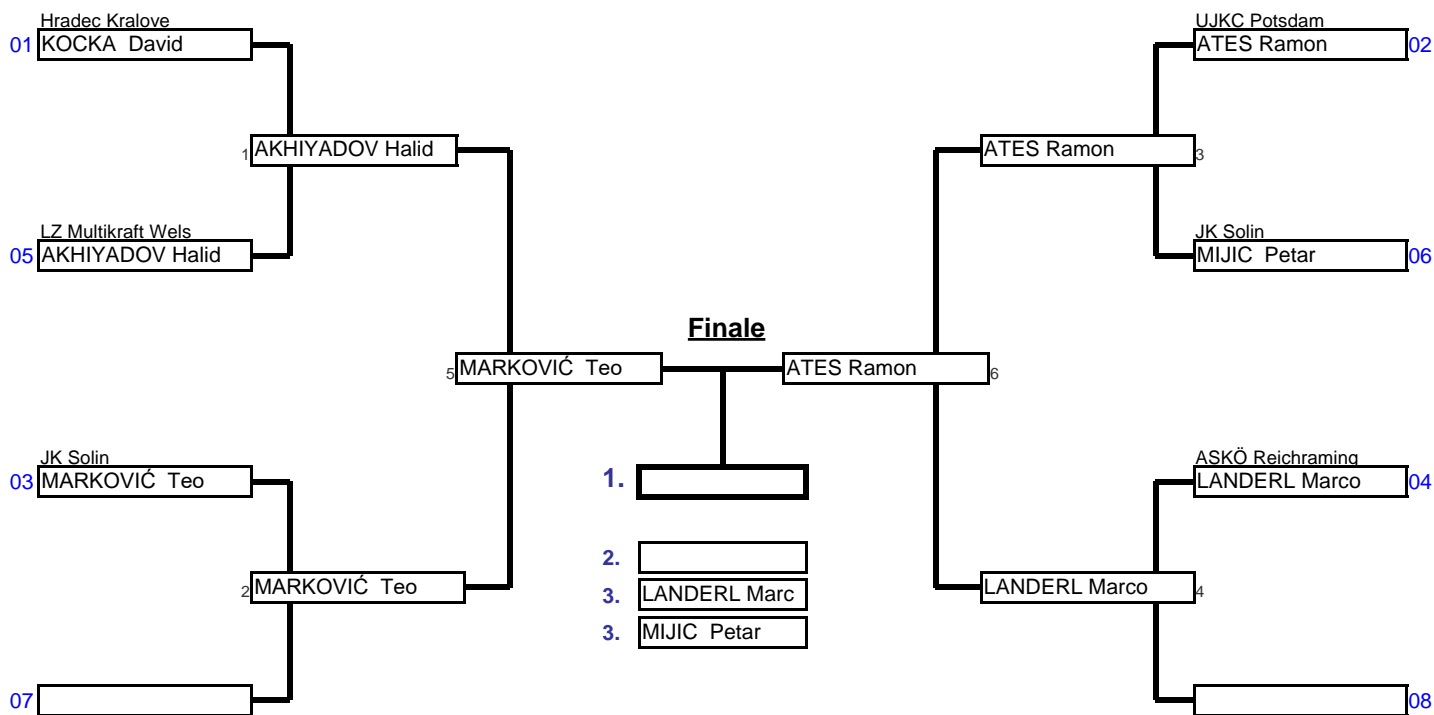 Hradec Kralove UJKC Potsdam
01 KOCKA  David ATES Ramon 02
1 AKHIYADOV Halid ATES Ramon 3
LZ Multikraft Wels JK Solin
05 AKHIYADOV Halid MIJIC  Petar 06
Finale
5 MARKOVIĆ  Teo ATES Ramon 6
JK Solin ASKÖ Reichraming
03 MARKOVIĆ  Teo 1. LANDERL Marco 04
2.
2 MARKOVIĆ  Teo 3. LANDERL Marc LANDERL Marco 4
3. MIJIC  Petar
07 08